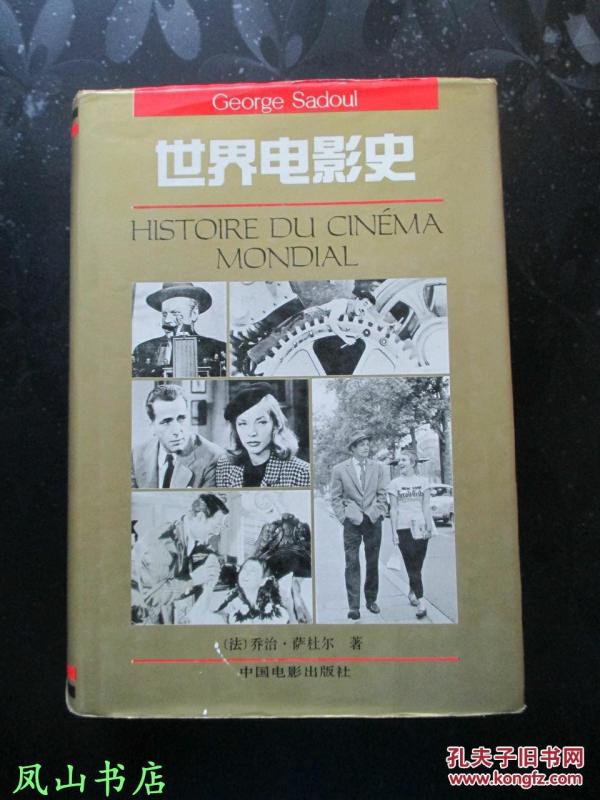 George Sadoul
世界电影史
HISTOIRE DU CINÉMA
MONDIAL
(法)乔治·萨杜尔 著
中国电影出版社
凤山书店
孔夫子旧书网
www.kongfz.com